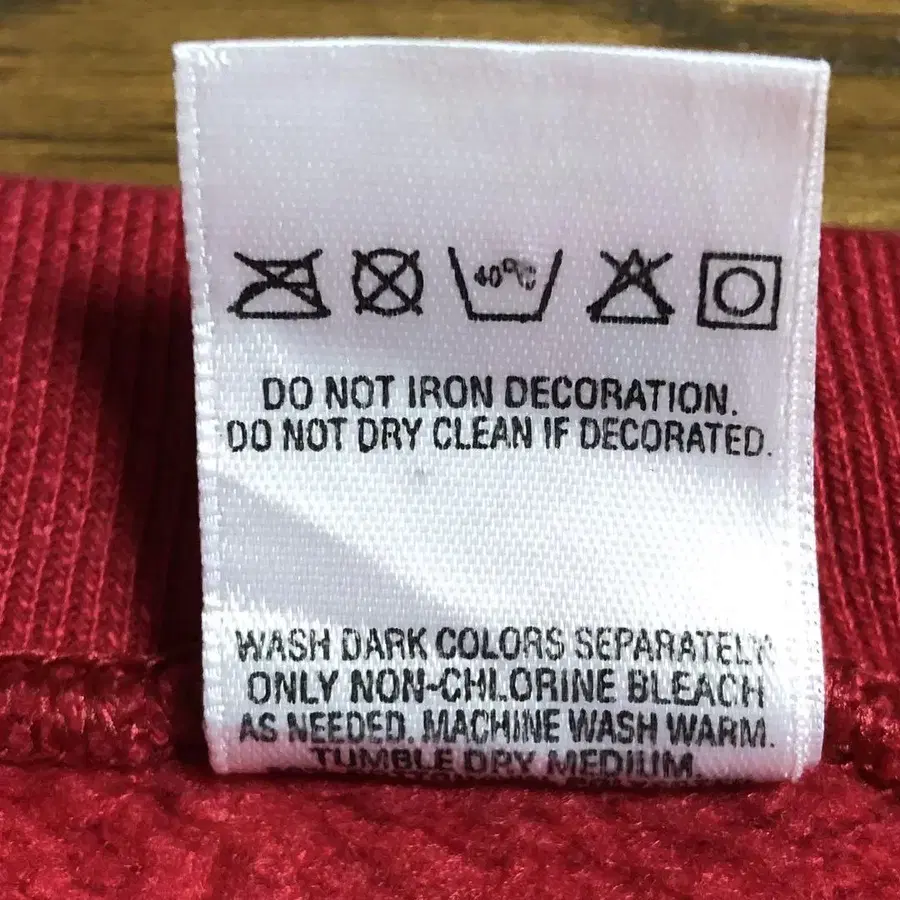 40°C
DO NOT IRON DECORATION.
DO NOT DRY CLEAN IF DECORATED.
WASH DARK COLORS SEPARATELY.
ONLY NON-CHLORINE BLEACH
AS NEEDED. MACHINE WASH WARM.
TUMBLE DRY MEDIUM.